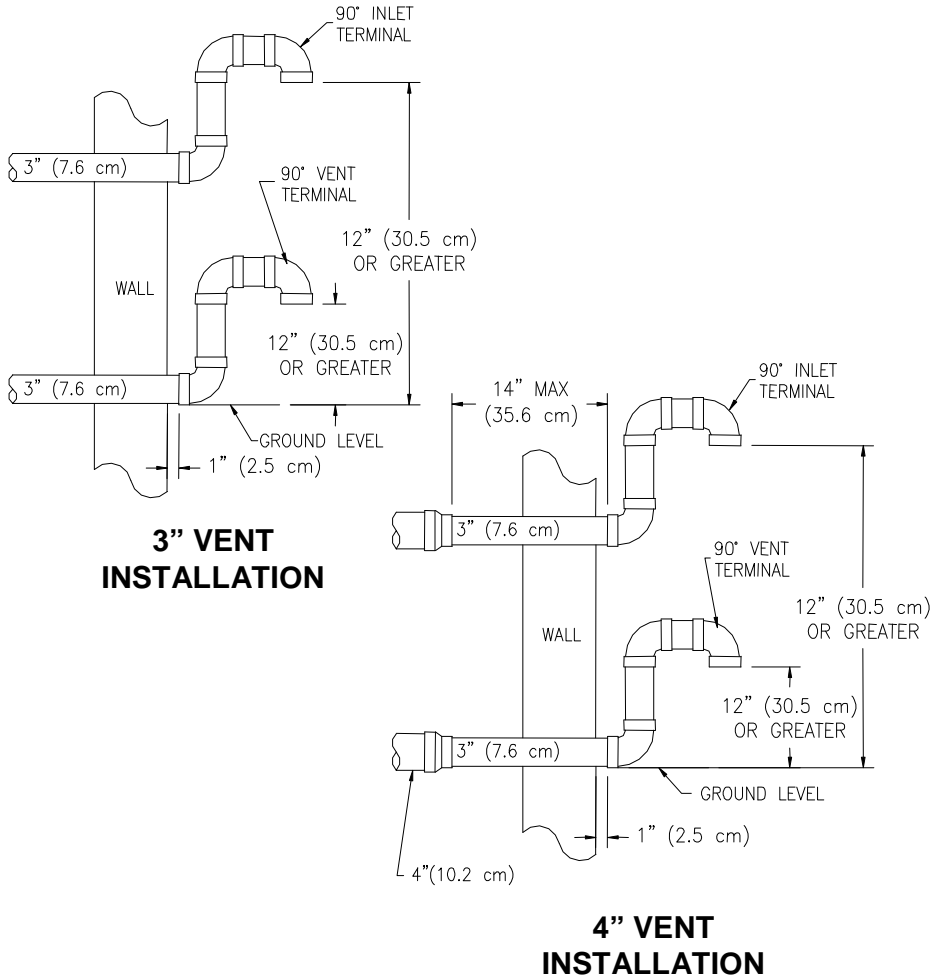 90° INLET
TERMINAL
3” (7.6 cm)
90° VENT
TERMINAL
12” (30.5 cm)
OR GREATER
WALL
12” (30.5 cm)
OR GREATER
3” (7.6 cm)
GROUND LEVEL
1” (2.5 cm)
3” VENT
INSTALLATION
14” MAX
(35.6 cm)
90° INLET
TERMINAL
3” (7.6 cm)
90° VENT
TERMINAL
12” (30.5 cm)
OR GREATER
WALL
12” (30.5 cm)
OR GREATER
3” (7.6 cm)
GROUND LEVEL
1” (2.5 cm)
4”(10.2 cm)
4” VENT
INSTALLATION